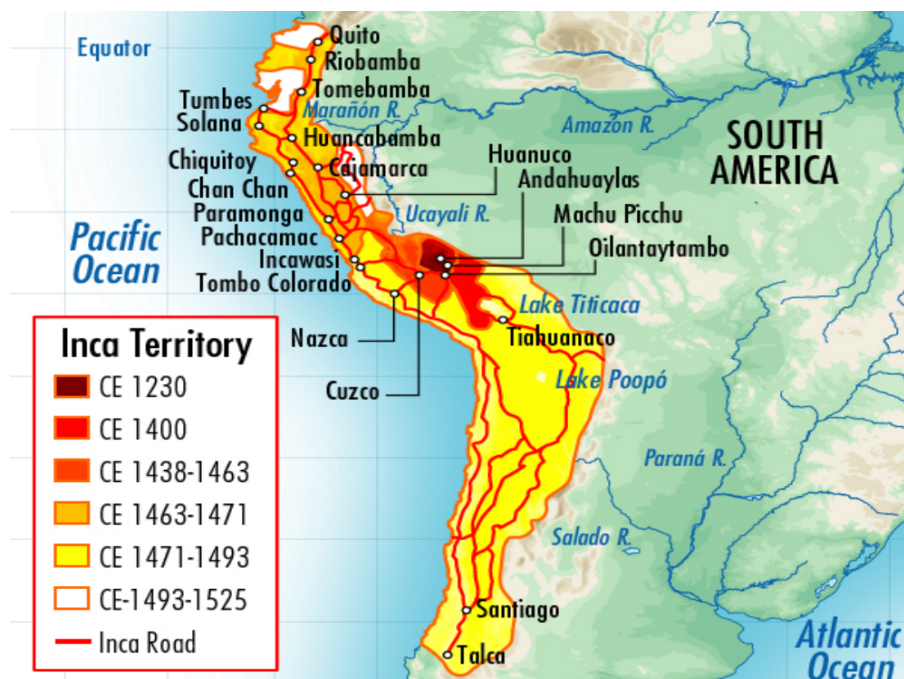 Equator
Quito
Riobamba
Tomebamba
Tumbes
Marañón R.
Solana
Huancabamba
Amazon R.
SOUTH
AMERICA
Chiquitoy
Cajamarca
Huanuco
Chan Chan
Andahuaylas
Paramonga
Ucayali R.
Machu Picchu
Pachacamac
Pacific
Ocean
Incawasi
Oilantaytambo
Tombo Colorado
Lake Titicaca
Nazca
Tiahuanaco
Cuzco
Lake Poopó
Inca Territory
CE 1230
CE 1400
CE 1438-1463
CE 1463-1471
CE 1471-1493
CE-1493-1525
Inca Road
Paraná R.
Salado R.
Santiago
Talca
Atlantic
Ocean